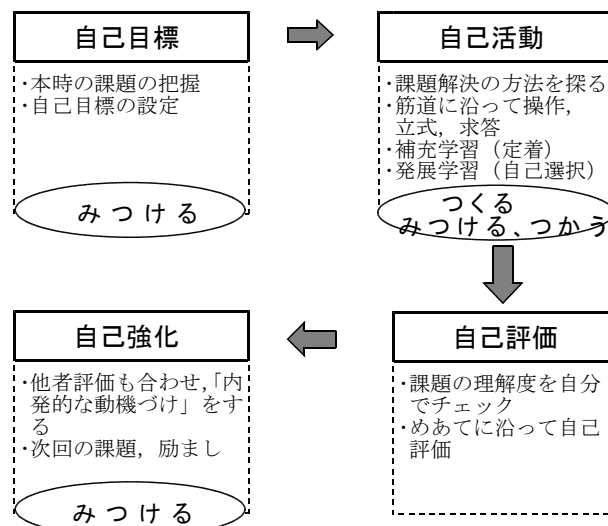 自己目標
・本時の課題の把握
・自己目標の設定
みつける
自己活動
・課題解決の方法を探る
・筋道に沿って操作，
立式，求答
・補充学習（定着）
・発展学習（自己選択）
つくる
みつける、つかう
自己評価
・課題の理解度を自分
でチェック
・めあてに沿って自己
評価
自己強化
・他者評価も合わせ，「内
発的な動機づけ」をす
る
・次回の課題，励まし
みつける